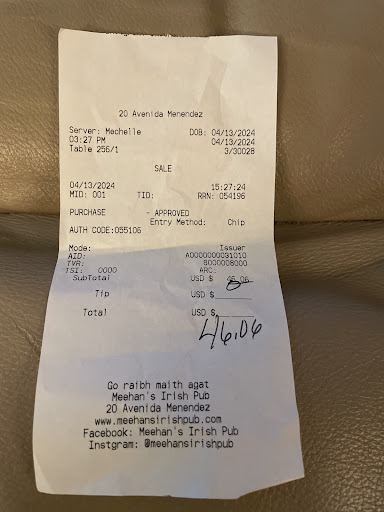 20 Avenida Menendez
Server: Mechelle DOB: 04/13/2024
03:27 PM 04/13/2024
Table 256/1 3/30028
SALE
04/13/2024 15:27:24
MID: 001 TID: RRN: 054196
PURCHASE - APPROVED
Entry Method: Chip
AUTH CODE:055106
Mode: Issuer
AID: A0000000031010
TVR: 8000008000
TSI: 0000 ARC:
SubTotal USD $ 46.06
Tip USD $
Total USD $
46.06
Go raibh maith agat
Meehan's Irish Pub
20 Avenida Menendez
www.meehansirishpub.com
Facebook: Meehan's Irish Pub
Instgram: @meehansirishpub